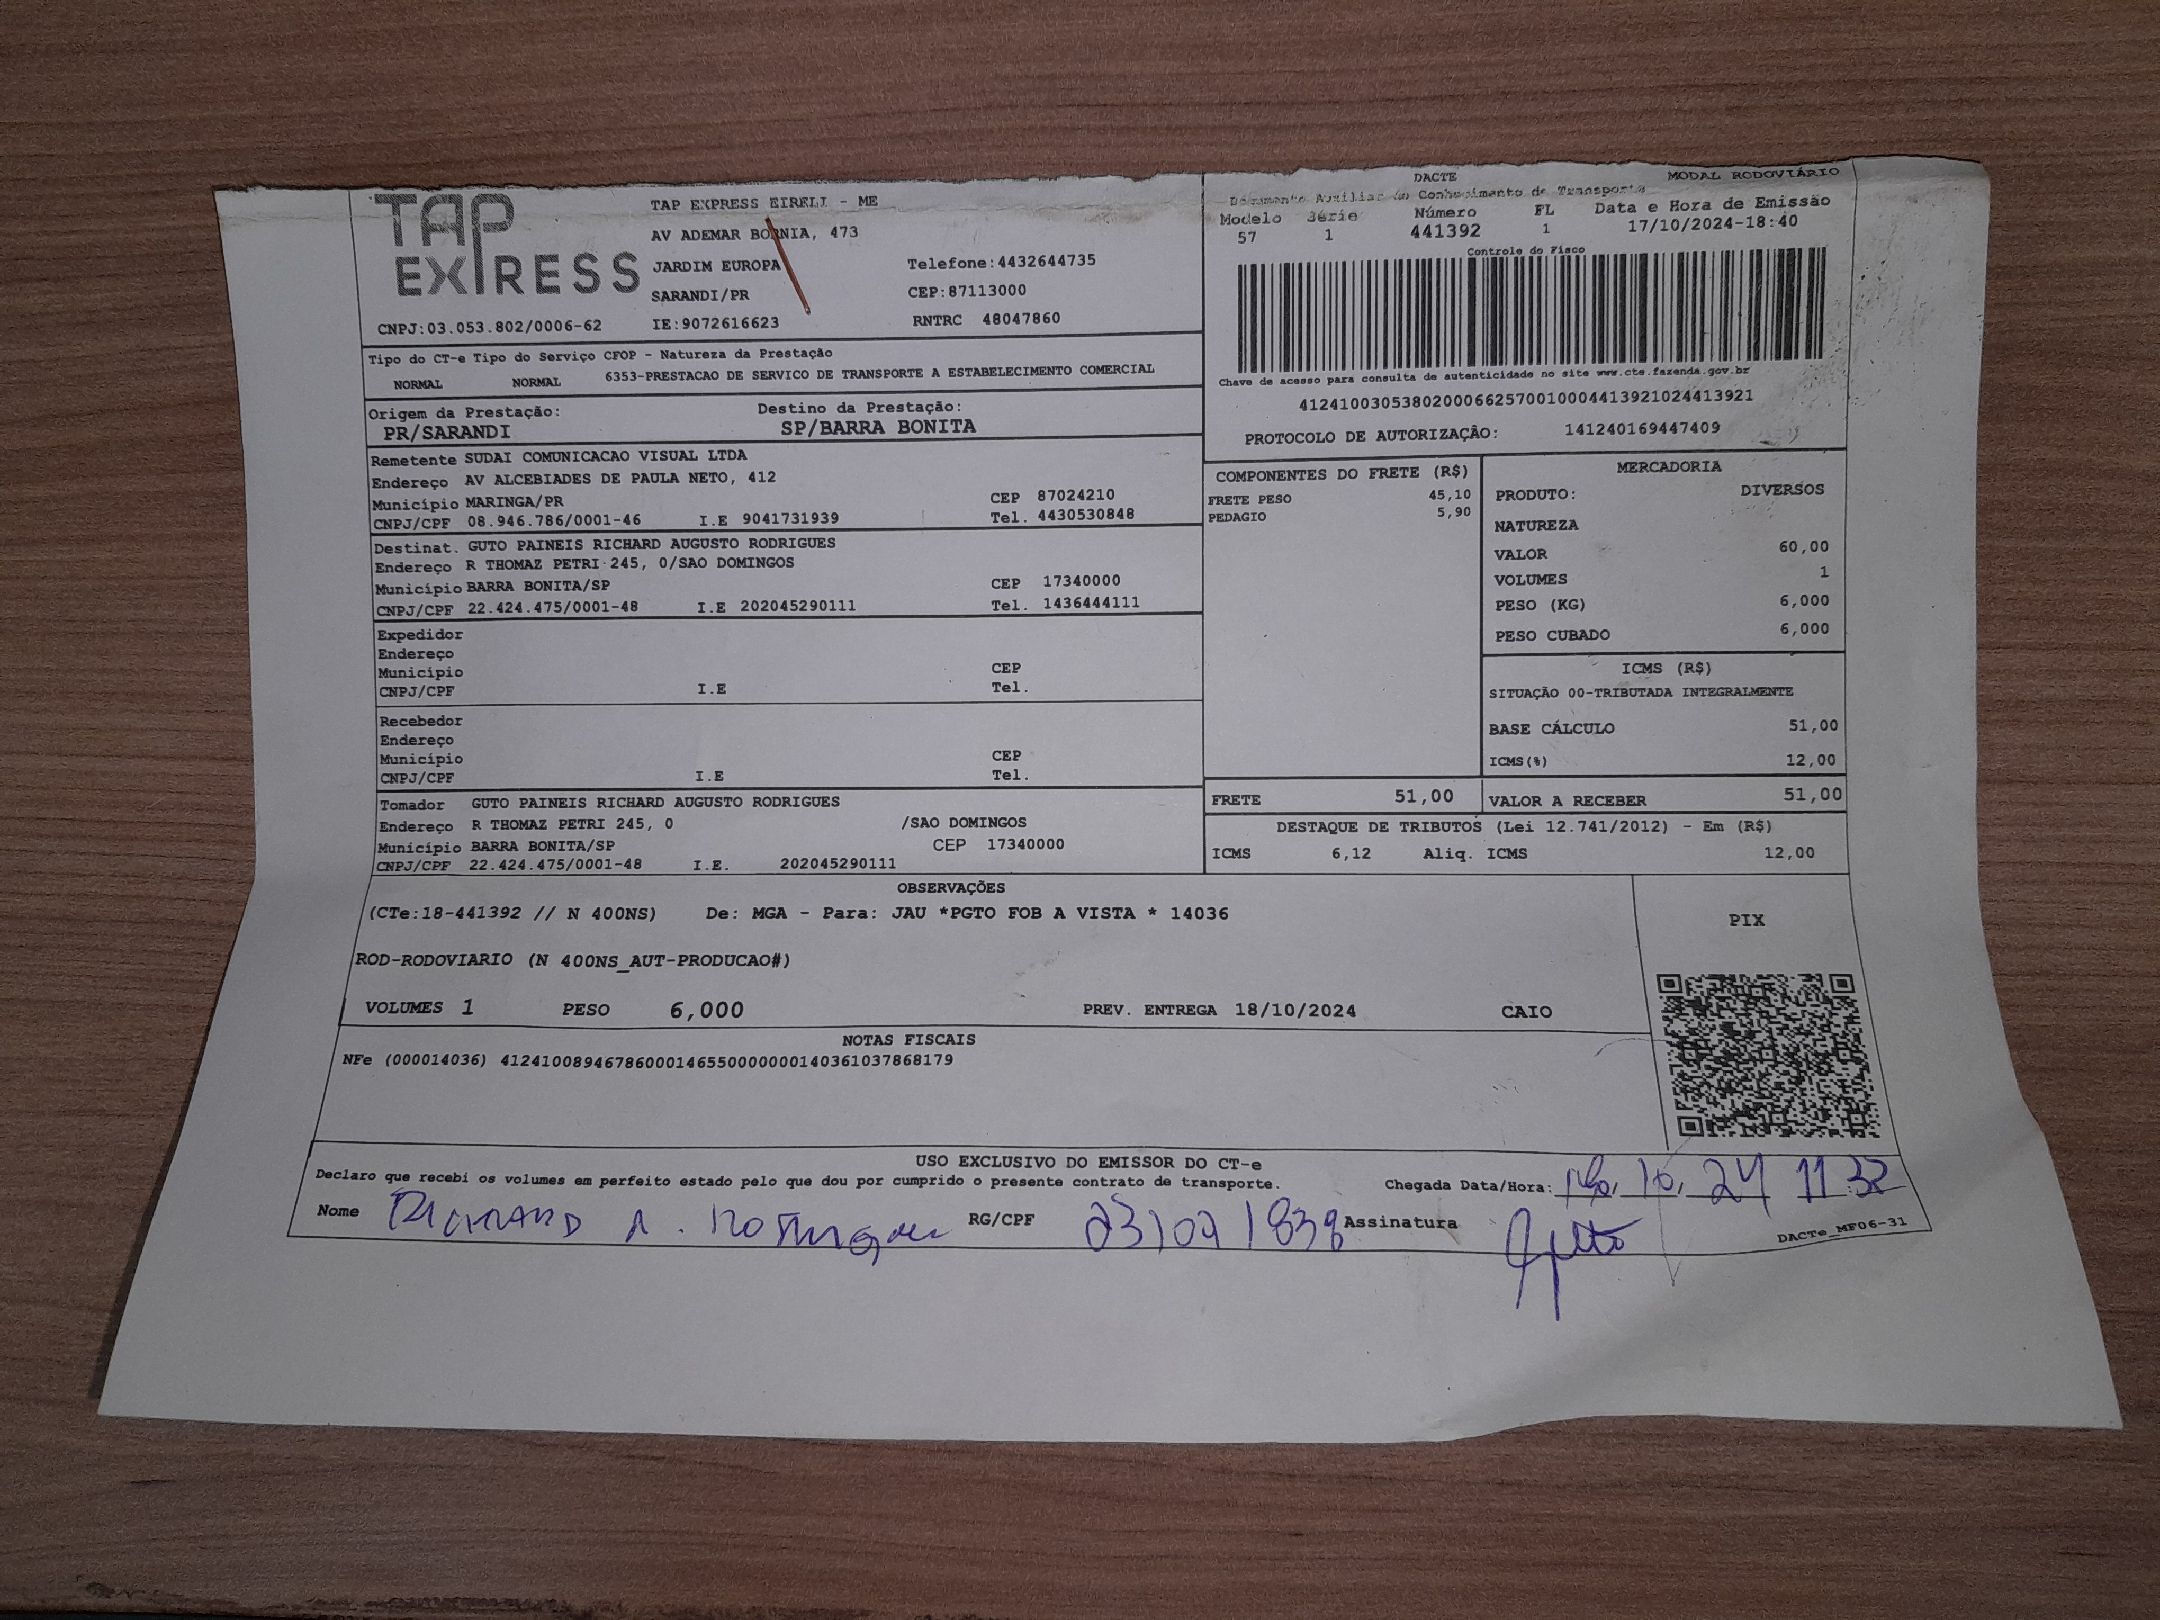 TAP EXPRESS
TAP EXPRESS EIRELI - ME
AV ADEMAR BORNIA, 473
JARDIM EUROPA Telefone:4432644735
SARANDI/PR CEP:87113000
CNPJ:03.053.802/0006-62 IE:9072616623 RNTRC 48047860
DACTE MODAL RODOVIÁRIO
Documento Auxiliar do Conhecimento de Transporte
Modelo Série Número FL Data e Hora de Emissão
57 1 441392 1 17/10/2024-18:40
Controle do Fisco
Chave de acesso para consulta de autenticidade no site www.cte.fazenda.gov.br
41241003053802000662570010004413921024413921
PROTOCOLO DE AUTORIZAÇÃO: 141240169447409
Tipo do CT-e Tipo do Serviço CFOP - Natureza da Prestação
NORMAL NORMAL 6353-PRESTACAO DE SERVICO DE TRANSPORTE A ESTABELECIMENTO COMERCIAL
Origem da Prestação: Destino da Prestação:
PR/SARANDI SP/BARRA BONITA
Remetente SUDAI COMUNICACAO VISUAL LTDA
Endereço AV ALCEBIADES DE PAULA NETO, 412
Município MARINGA/PR CEP 87024210
CNPJ/CPF 08.946.786/0001-46 I.E 9041731939 Tel. 4430530848
Destinat. GUTO PAINEIS RICHARD AUGUSTO RODRIGUES
Endereço R THOMAZ PETRI 245, 0/SAO DOMINGOS
Município BARRA BONITA/SP CEP 17340000
CNPJ/CPF 22.424.475/0001-48 I.E 202045290111 Tel. 1436444111
Expedidor
Endereço
Município CEP
CNPJ/CPF I.E Tel.
Recebedor
Endereço
Município CEP
CNPJ/CPF I.E Tel.
Tomador GUTO PAINEIS RICHARD AUGUSTO RODRIGUES
Endereço R THOMAZ PETRI 245, 0 /SAO DOMINGOS
Município BARRA BONITA/SP CEP 17340000
CNPJ/CPF 22.424.475/0001-48 I.E. 202045290111
COMPONENTES DO FRETE (R$)
FRETE PESO 45,10
PEDAGIO 5,90
MERCADORIA
PRODUTO: DIVERSOS
NATUREZA
VALOR 60,00
VOLUMES 1
PESO (KG) 6,000
PESO CUBADO 6,000
ICMS (R$)
SITUAÇÃO 00-TRIBUTADA INTEGRALMENTE
BASE CÁLCULO 51,00
ICMS(%) 12,00
FRETE 51,00 VALOR A RECEBER 51,00
DESTAQUE DE TRIBUTOS (Lei 12.741/2012) - Em (R$)
ICMS 6,12 Aliq. ICMS 12,00
OBSERVAÇÕES
(CTe:18-441392 // N 400NS) De: MGA - Para: JAU *PGTO FOB A VISTA * 14036
ROD-RODOVIARIO (N 400NS_AUT-PRODUCAO#)
VOLUMES 1 PESO 6,000 PREV. ENTREGA 18/10/2024 CAIO
PIX
NOTAS FISCAIS
NFe (000014036) 41241008946786000146550000000140361037868179
USO EXCLUSIVO DO EMISSOR DO CT-e
Declaro que recebi os volumes em perfeito estado pelo que dou por cumprido o presente contrato de transporte.
Chegada Data/Hora: 10, 24 11 32
Nome RICHARD A. RODRIGUES RG/CPF Assinatura
DACTe_MF06-31